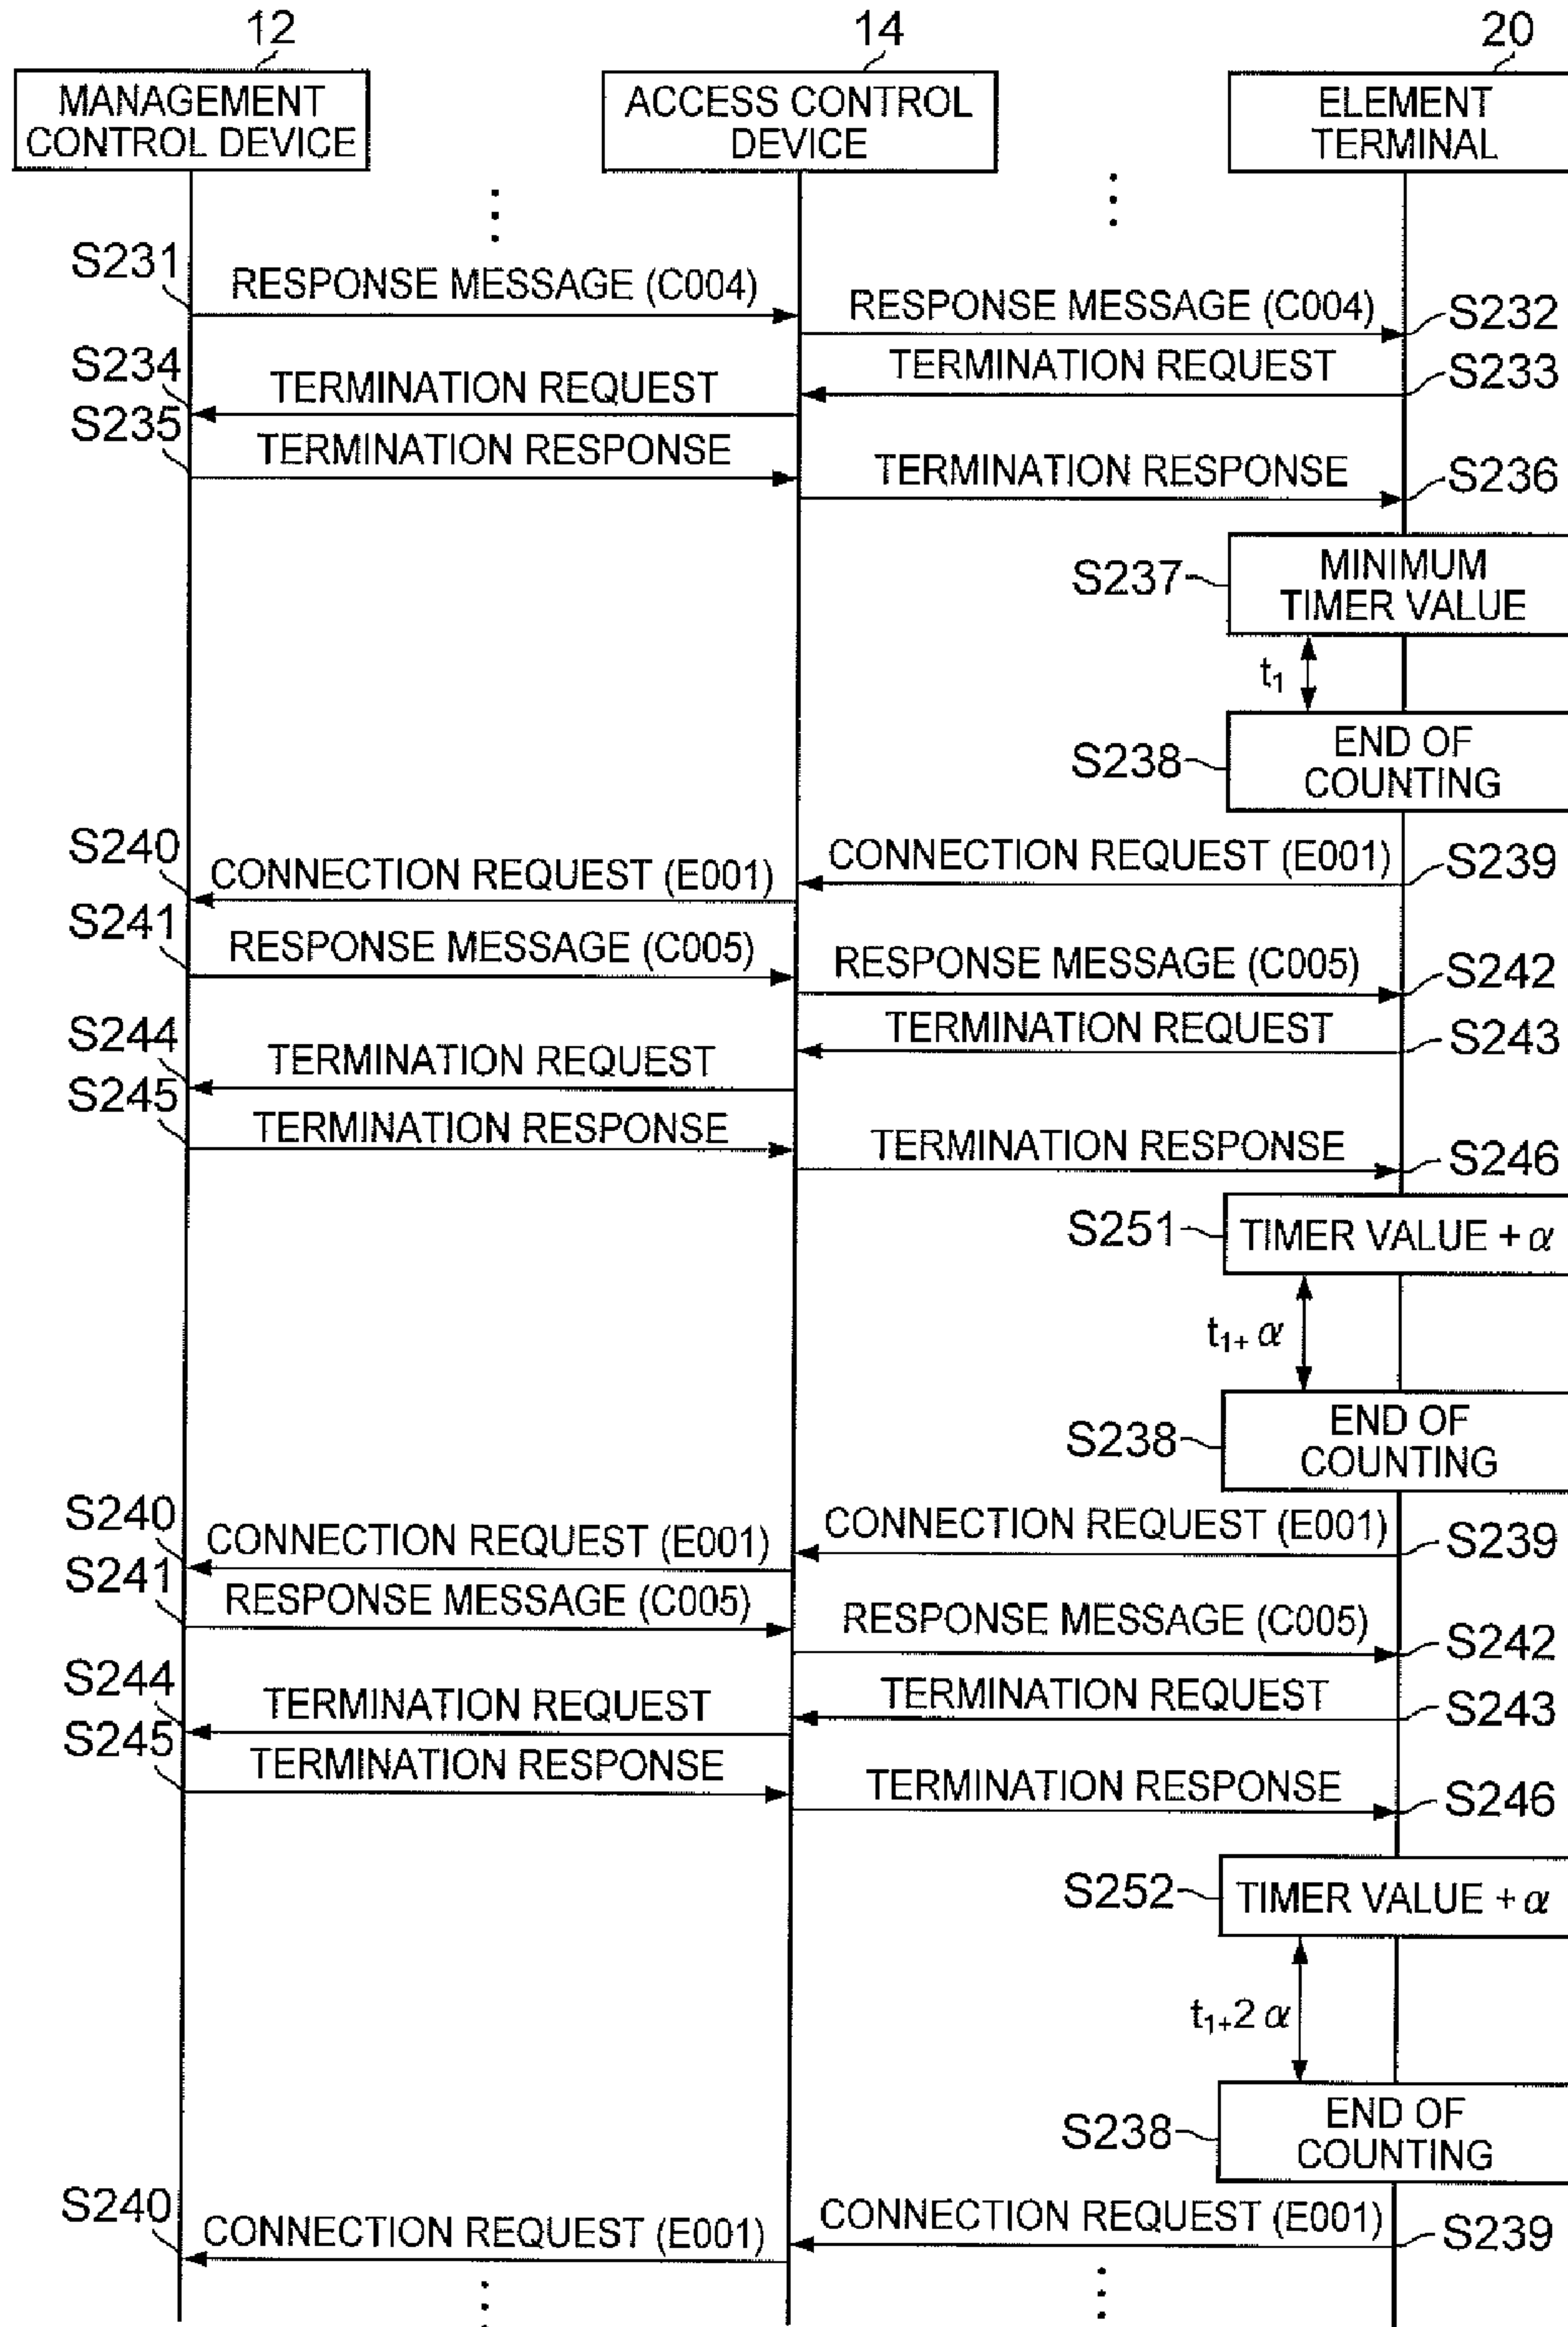 12
14
20
MANAGEMENT
CONTROL DEVICE
ACCESS CONTROL
DEVICE
ELEMENT
TERMINAL
S231
RESPONSE MESSAGE (C004)
RESPONSE MESSAGE (C004)
S232
S234
TERMINATION REQUEST
TERMINATION REQUEST
S233
S235
TERMINATION RESPONSE
TERMINATION RESPONSE
S236
S237
MINIMUM
TIMER VALUE
t₁
S238
END OF
COUNTING
S240
CONNECTION REQUEST (E001)
CONNECTION REQUEST (E001)
S239
S241
RESPONSE MESSAGE (C005)
RESPONSE MESSAGE (C005)
S242
S244
TERMINATION REQUEST
TERMINATION REQUEST
S243
S245
TERMINATION RESPONSE
TERMINATION RESPONSE
S246
S251
TIMER VALUE + α
t₁₊ α
S238
END OF
COUNTING
S240
CONNECTION REQUEST (E001)
CONNECTION REQUEST (E001)
S239
S241
RESPONSE MESSAGE (C005)
RESPONSE MESSAGE (C005)
S242
S244
TERMINATION REQUEST
TERMINATION REQUEST
S243
S245
TERMINATION RESPONSE
TERMINATION RESPONSE
S246
S252
TIMER VALUE + α
t₁₊2 α
S238
END OF
COUNTING
S240
CONNECTION REQUEST (E001)
CONNECTION REQUEST (E001)
S239